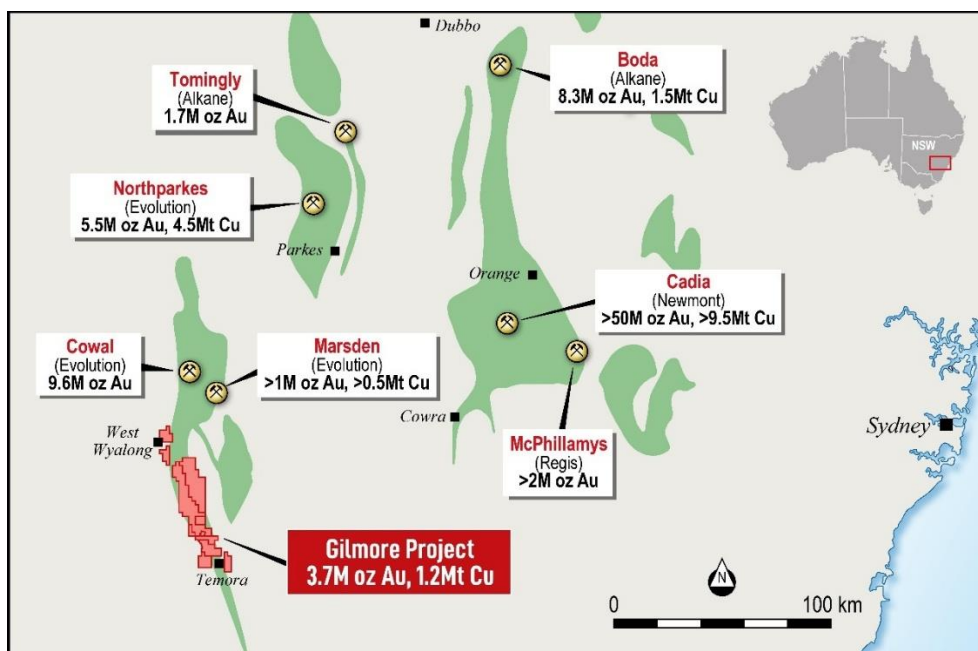 Dubbo
Tomingly
(Alkane)
1.7M oz Au
Boda
(Alkane)
8.3M oz Au, 1.5Mt Cu
NSW
Northparkes
(Evolution)
5.5M oz Au, 4.5Mt Cu
Parkes
Orange
Cadia
(Newmont)
>50M oz Au, >9.5Mt Cu
Cowal
(Evolution)
9.6M oz Au
Marsden
(Evolution)
>1M oz Au, >0.5Mt Cu
Cowra
West
Wyalong
McPhillamys
(Regis)
>2M oz Au
Sydney
Gilmore Project
3.7M oz Au, 1.2Mt Cu
Temora
N
0
100 km